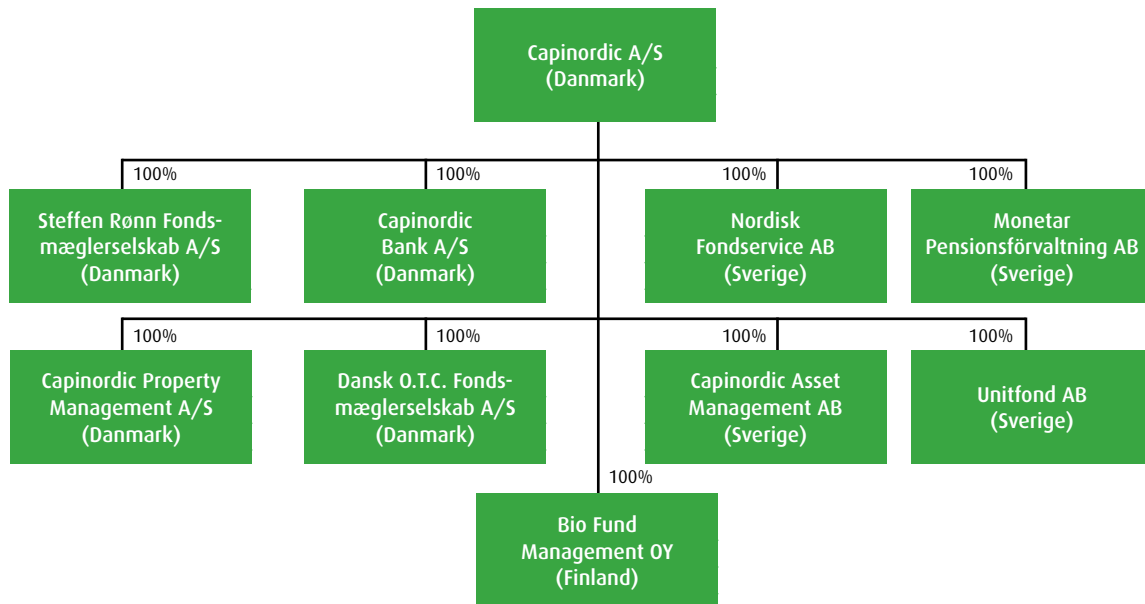 Capinordic A/S
(Danmark)
100%
100%
100%
100%
Steffen Rønn Fonds-
mæglerselskab A/S
(Danmark)
Capinordic
Bank A/S
(Danmark)
Nordisk
Fondservice AB
(Sverige)
Monetar
Pensionsförvaltning AB
(Sverige)
100%
100%
100%
100%
Capinordic Property
Management A/S
(Danmark)
Dansk O.T.C. Fonds-
mæglerselskab A/S
(Danmark)
Capinordic Asset
Management AB
(Sverige)
Unitfond AB
(Sverige)
100%
Bio Fund
Management OY
(Finland)